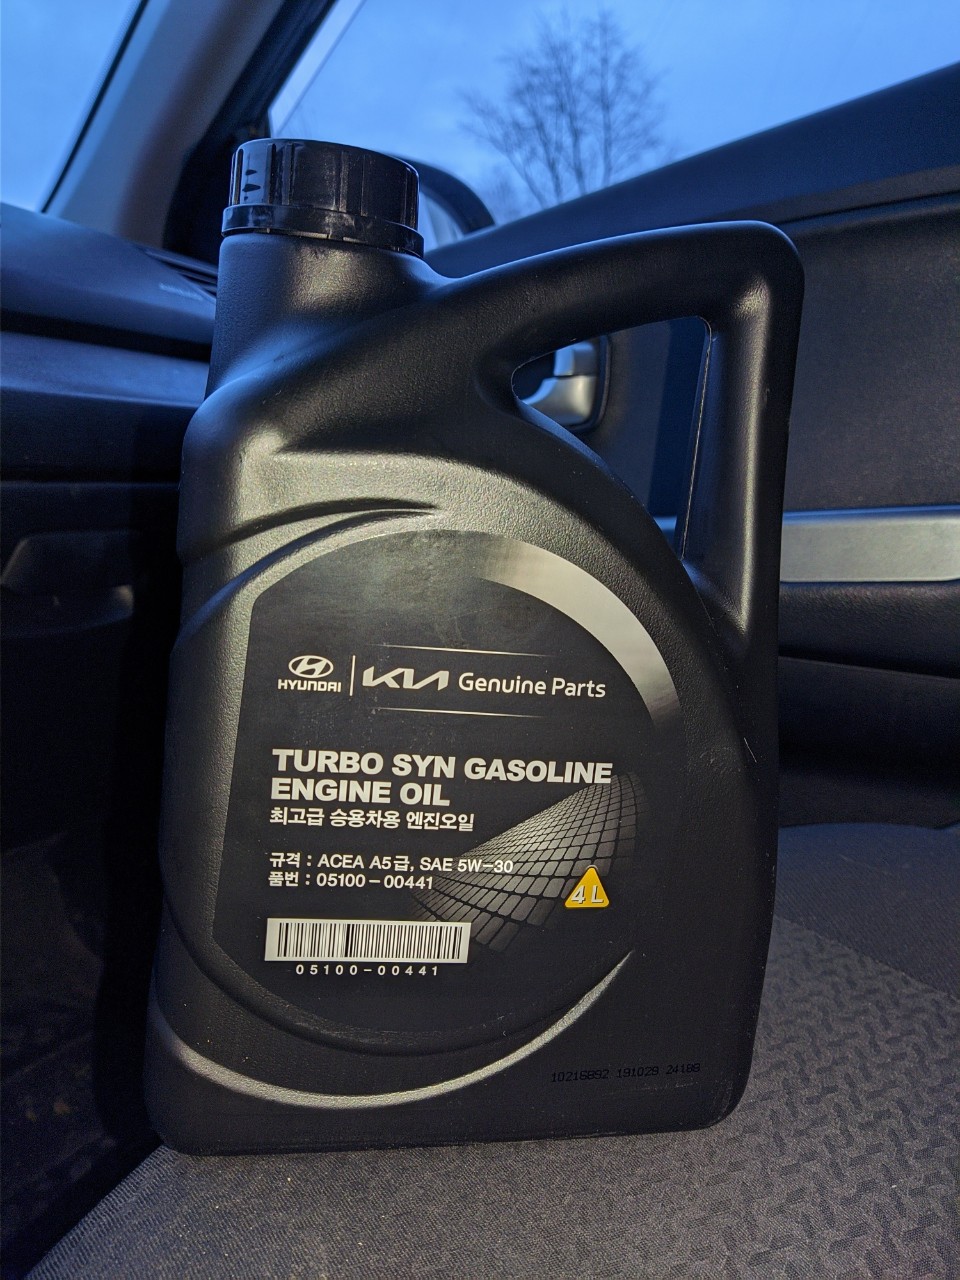 HYUNDAI KIA Genuine Parts
TURBO SYN GASOLINE
ENGINE OIL
최고급 승용차용 엔진오일
규격 : ACEA A5급, SAE 5W-30
품번 : 05100-00441
4 L
05100-00441
10216892 191029 24186